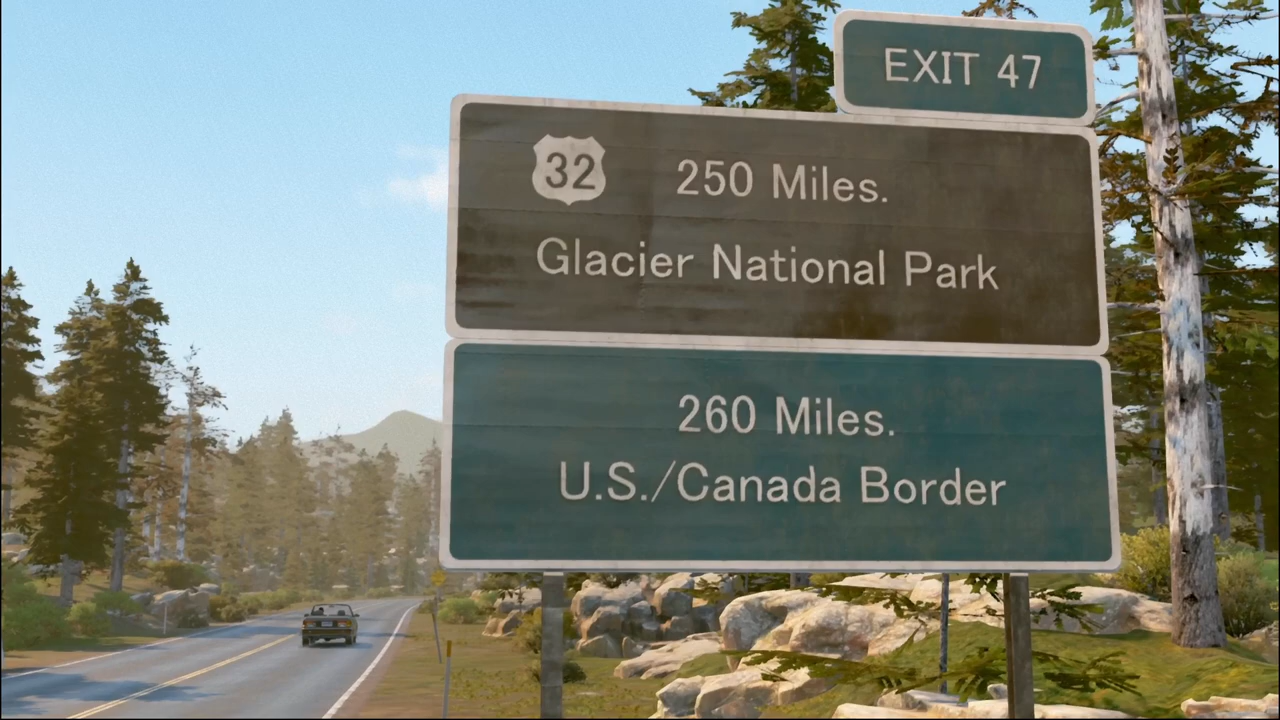 EXIT 47
32 250 Miles.
Glacier National Park
260 Miles.
U.S./Canada Border